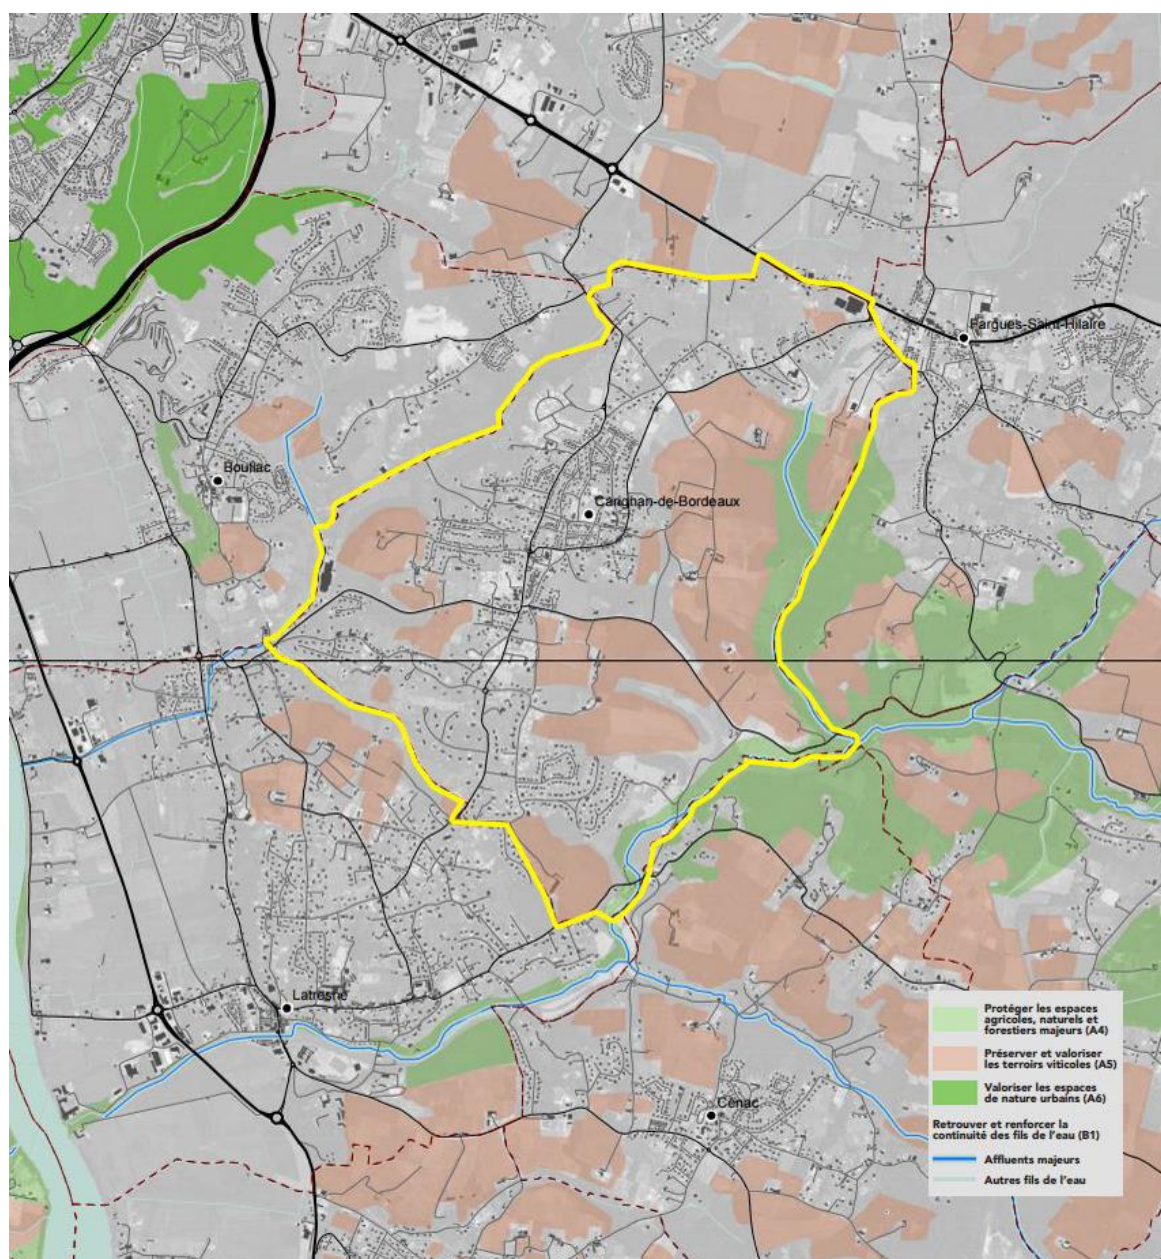 Fargues-Saint-Hilaire
Bouliac
Carignan-de-Bordeaux
Latresne
Cénac
Protéger les espaces
agricoles, naturels et
forestiers majeurs (A4)
Préserver et valoriser
les terroirs viticoles (A5)
Valoriser les espaces
de nature urbains (A6)
Retrouver et renforcer la
continuité des fils de l'eau (B1)
Affluents majeurs
Autres fils de l'eau